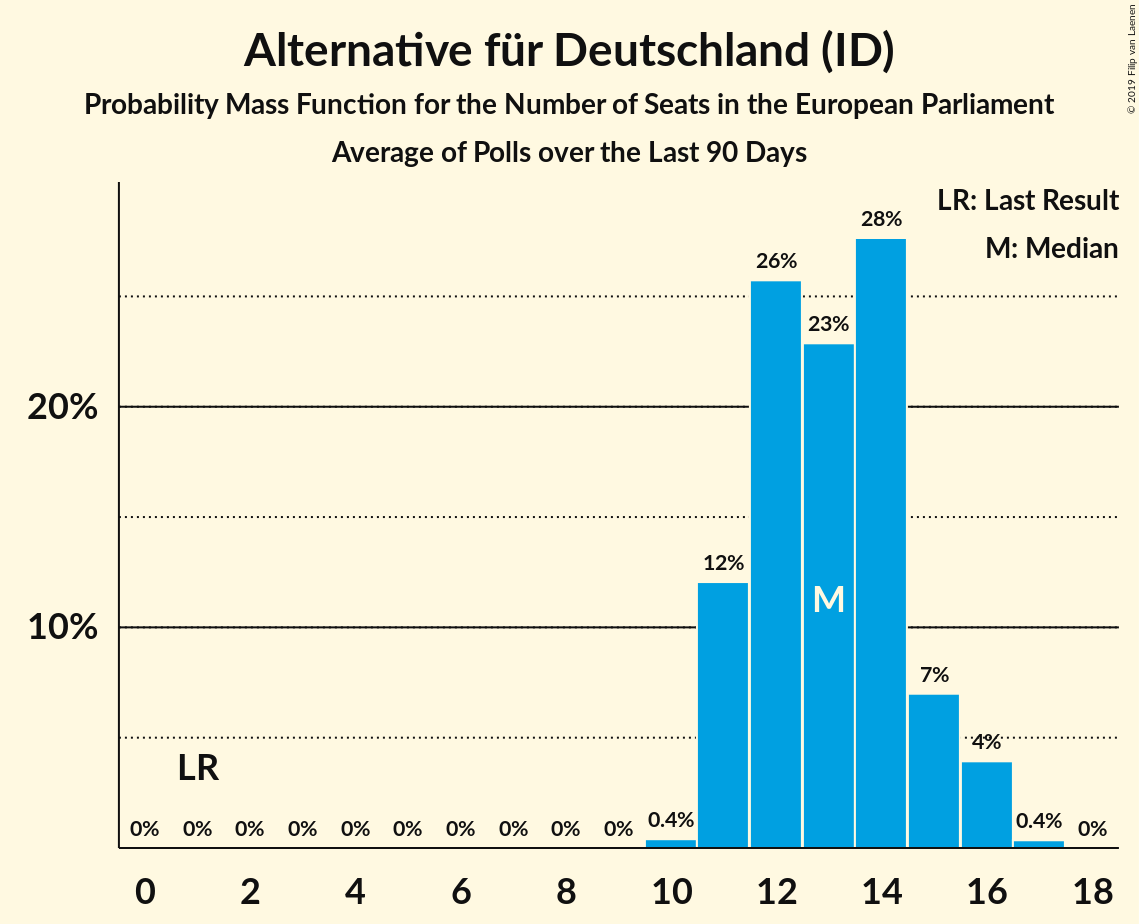 Alternative für Deutschland (ID)
Probability Mass Function for the Number of Seats in the European Parliament
Average of Polls over the Last 90 Days
© 2019 Filip van Laenen
LR: Last Result
M: Median
28%
26%
23%
20%
12%
M
10%
7%
4%
LR
0% 0% 0% 0% 0% 0% 0% 0% 0% 0% 0.4% 0.4% 0%
0 2 4 6 8 10 12 14 16 18